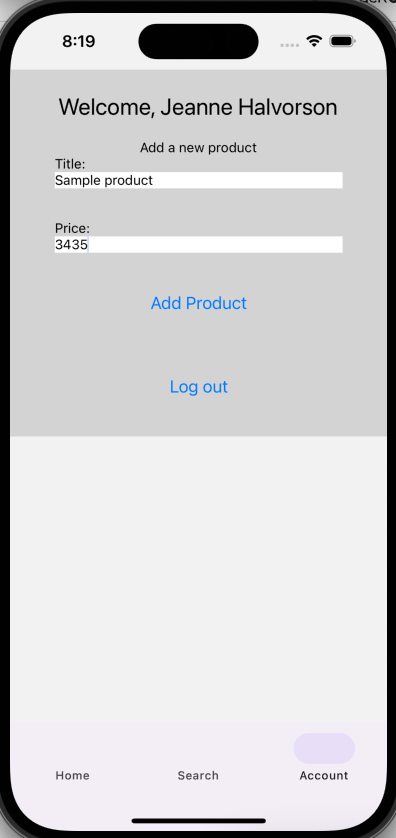 8:19
Welcome, Jeanne Halvorson
Add a new product
Title:
Sample product
Price:
3435
Add Product
Log out
Home Search Account